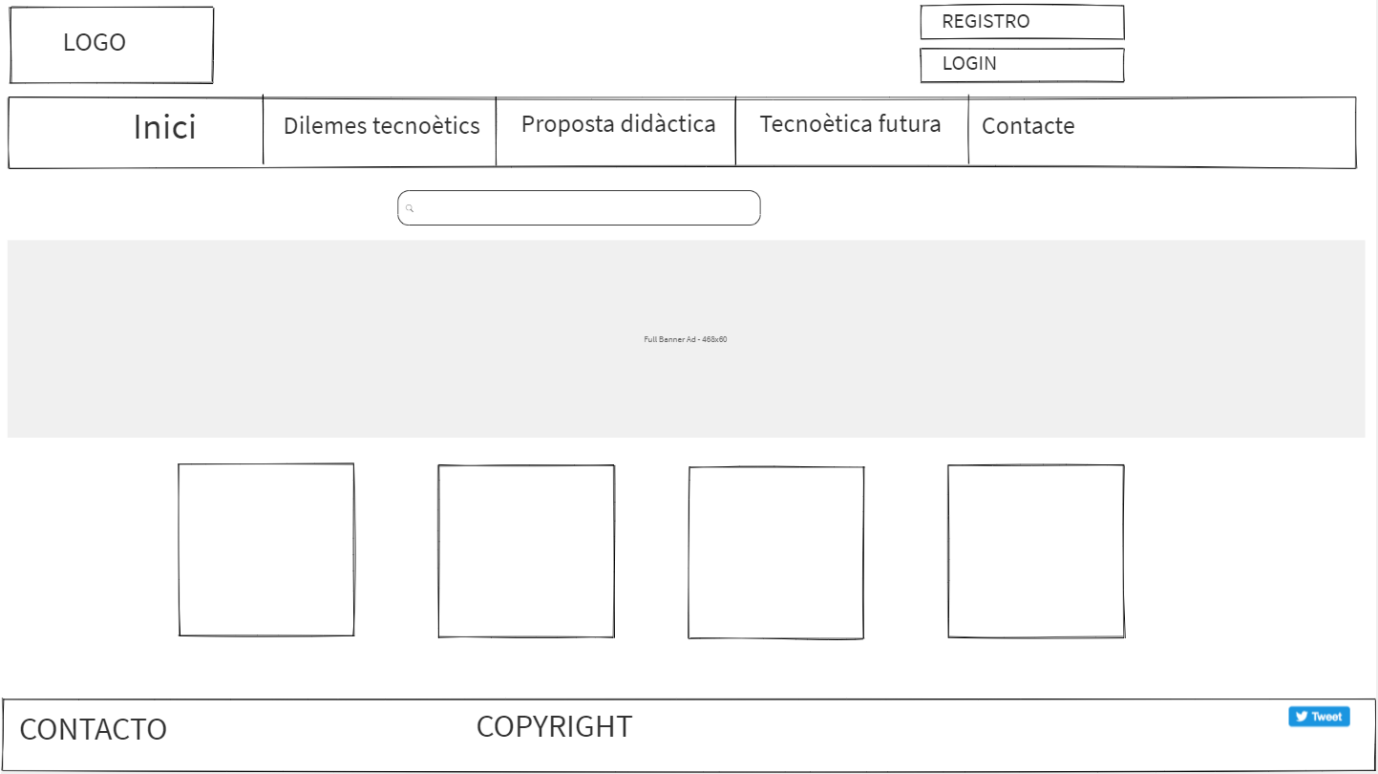 LOGO
REGISTRO
LOGIN
Inici
Dilemes tecnoètics
Proposta didàctica
Tecnoètica futura
Contacte
Full Banner Ad - 468x60
CONTACTO
COPYRIGHT
Tweet